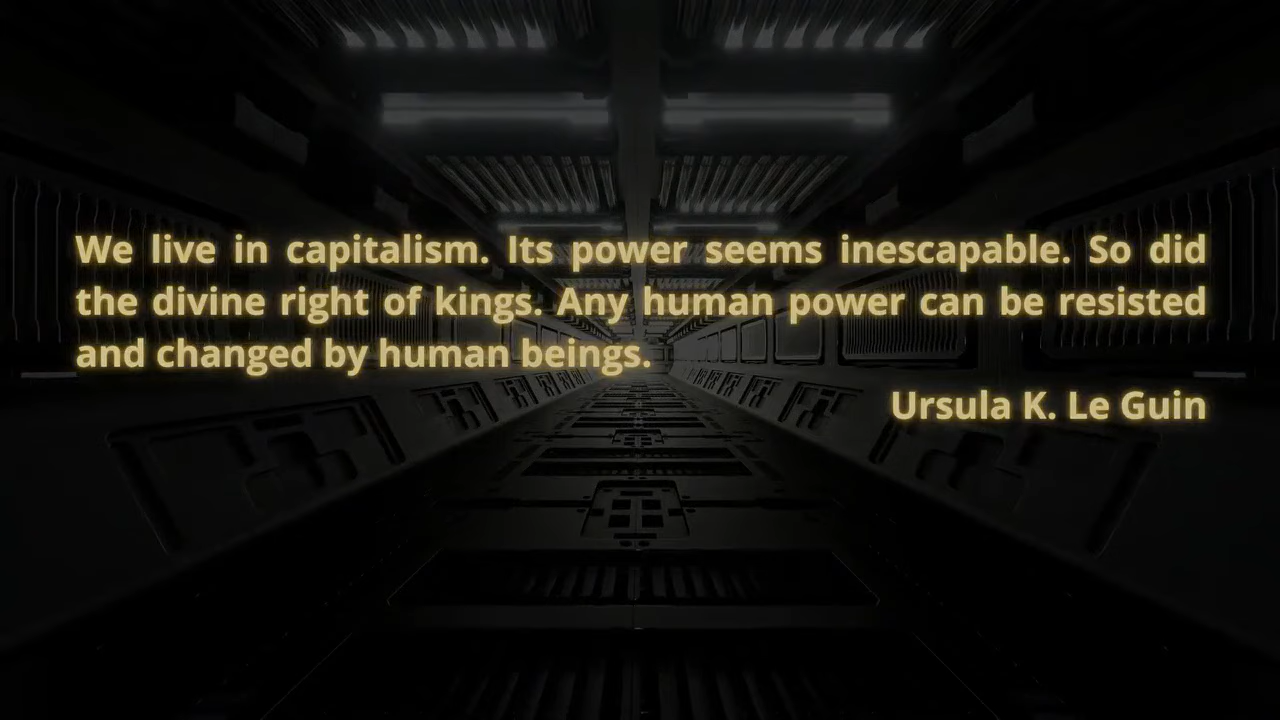 We live in capitalism. Its power seems inescapable. So did
the divine right of kings. Any human power can be resisted
and changed by human beings.
Ursula K. Le Guin